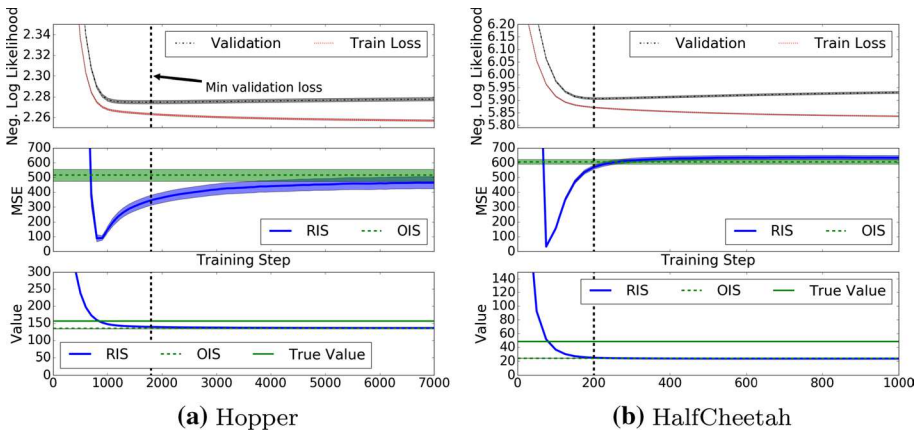 Neg. Log Likelihood
2.34
2.32
2.30
2.28
2.26
Validation
Train Loss
Min validation loss
MSE
700
600
500
400
300
200
100
0
RIS
OIS
Training Step
Value
300
250
200
150
100
50
0
RIS
OIS
True Value
0 1000 2000 3000 4000 5000 6000 7000
(a) Hopper
Neg. Log Likelihood
6.20
6.15
6.10
6.05
6.00
5.95
5.90
5.85
5.80
Validation
Train Loss
MSE
700
600
500
400
300
200
100
0
RIS
OIS
Training Step
Value
140
120
100
80
60
40
20
0
RIS
OIS
True Value
0 200 400 600 800 1000
(b) HalfCheetah